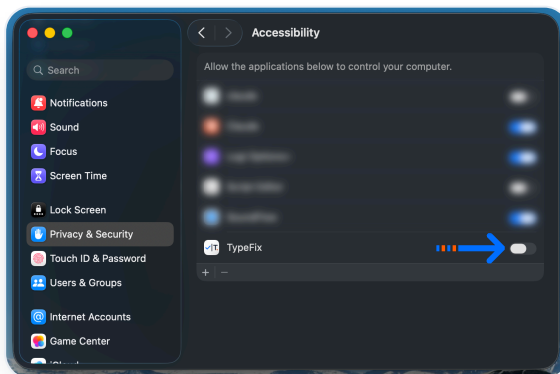 Accessibility
Search
Allow the applications below to control your computer.
Notifications
Sound
Focus
Screen Time
Lock Screen
Privacy & Security
Touch ID & Password
Users & Groups
Internet Accounts
Game Center
TypeFix